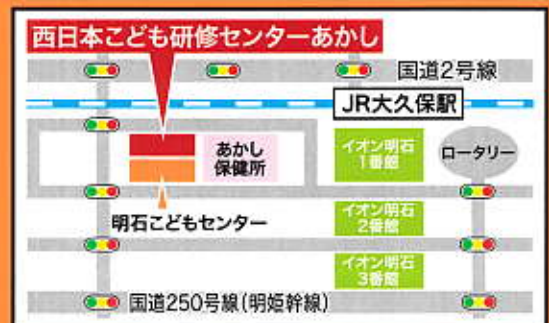 西日本こども研修センターあかし
国道2号線
JR大久保駅
あかし
保健所
イオン明石
1番館
ロータリー
明石こどもセンター
イオン明石
2番館
イオン明石
3番館
国道250号線(明姫幹線)